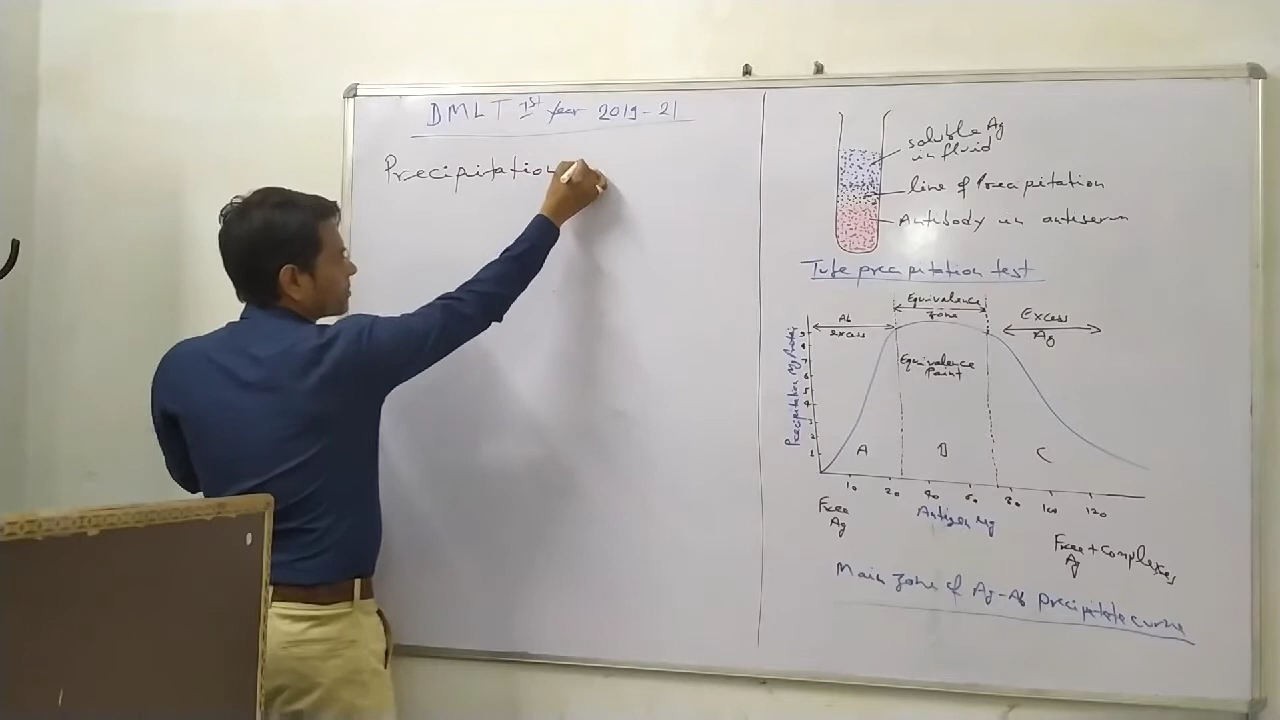 DMLT 1st Year 2019-21
Precipitation
soluble Ag
in fluid
line of Precipitation
Antibody in antiserum
Tube precipitation test
Equivalence
zone
Ab
excess
Excess
Ag
Equivalence
Point
Precipitation
A B C
10 20 40 60 80 100 120
Free
Ag
Antigen Mg
Free + complexes
Ag
Main zone of Ag-Ab precipitate curve